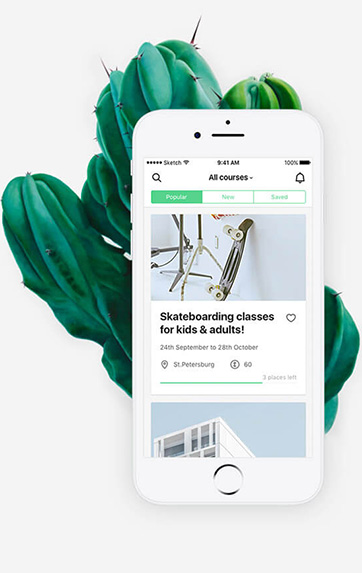 Sketch 9:41 AM 100%
All courses
Popular New Saved
Skateboarding classes
for kids & adults!
24th September to 28th October
St.Petersburg 60
3 places left